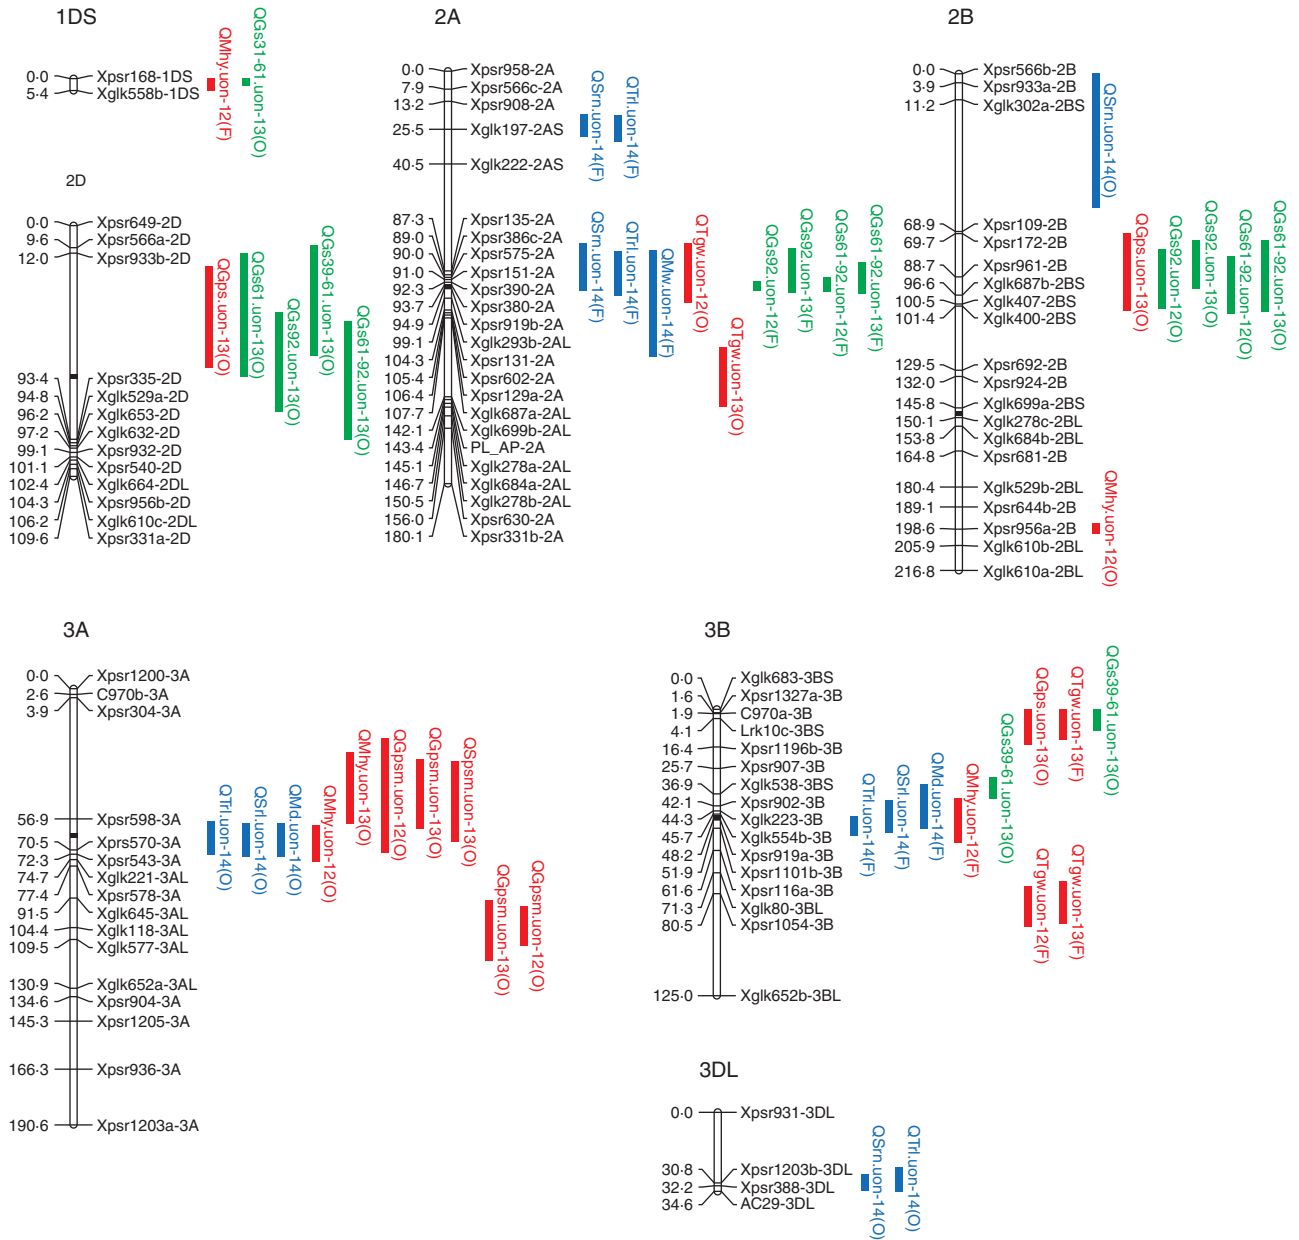 1DS
0·0 Xpsr168-1DS
5·4 Xglk558b-1DS
QMhy.uon-12(F)
QGs31-61.uon-13(O)
2D
0·0 Xpsr649-2D
9·6 Xpsr566a-2D
12·0 Xpsr933b-2D
93·4 Xpsr335-2D
94·8 Xglk529a-2D
96·2 Xglk653-2D
97·2 Xglk632-2D
99·1 Xpsr932-2D
101·1 Xpsr540-2D
102·4 Xglk664-2DL
104·3 Xpsr956b-2D
106·2 Xglk610c-2DL
109·6 Xpsr331a-2D
QGps.uon-13(O)
QGs61.uon-13(O)
QGs92.uon-13(O)
QGs39-61.uon-13(O)
QGs61-92.uon-13(O)
2A
0·0 Xpsr958-2A
7·9 Xpsr566c-2A
13·2 Xpsr908-2A
25·5 Xglk197-2AS
40·5 Xglk222-2AS
87·3 Xpsr135-2A
89·0 Xpsr386c-2A
90·0 Xpsr575-2A
91·0 Xpsr151-2A
92·3 Xpsr390-2A
93·7 Xpsr380-2A
94·9 Xpsr919b-2A
99·1 Xglk293b-2AL
104·3 Xpsr131-2A
105·4 Xpsr602-2A
106·4 Xpsr129a-2A
107·7 Xglk687a-2AL
142·1 Xglk699b-2AL
143·4 PL_AP-2A
145·1 Xglk278a-2AL
146·7 Xglk684a-2AL
150·5 Xglk278b-2AL
156·0 Xpsr630-2A
180·1 Xpsr331b-2A
QSrn.uon-14(F)
QTrl.uon-14(F)
QSrn.uon-14(F)
QTrl.uon-14(F)
QMw.uon-14(F)
QTgw.uon-12(O)
QTgw.uon-13(O)
QGs92.uon-12(F)
QGs92.uon-13(F)
QGs61-92.uon-12(F)
QGs61-92.uon-13(F)
2B
0·0 Xpsr566b-2B
3·9 Xpsr933a-2B
11·2 Xglk302a-2BS
68·9 Xpsr109-2B
69·7 Xpsr172-2B
88·7 Xpsr961-2B
96·6 Xglk687b-2BS
100·5 Xglk407-2BS
101·4 Xglk400-2BS
129·5 Xpsr692-2B
132·0 Xpsr924-2B
145·8 Xglk699a-2BS
150·1 Xglk278c-2BL
153·8 Xglk684b-2BL
164·8 Xpsr681-2B
180·4 Xglk529b-2BL
189·1 Xpsr644b-2B
198·6 Xpsr956a-2B
205·9 Xglk610b-2BL
216·8 Xglk610a-2BL
QSrn.uon-14(O)
QGps.uon-13(O)
QGs92.uon-12(O)
QGs92.uon-13(O)
QGs61-92.uon-12(O)
QGs61-92.uon-13(O)
QMhy.uon-12(O)
3A
0·0 Xpsr1200-3A
2·6 C970b-3A
3·9 Xpsr304-3A
56·9 Xpsr598-3A
70·5 Xprs570-3A
72·3 Xpsr543-3A
74·7 Xglk221-3AL
77·4 Xpsr578-3A
91·5 Xglk645-3AL
104·4 Xglk118-3AL
109·5 Xglk577-3AL
130·9 Xglk652a-3AL
134·6 Xpsr904-3A
145·3 Xpsr1205-3A
166·3 Xpsr936-3A
190·6 Xpsr1203a-3A
QTrl.uon-14(O)
QSrl.uon-14(O)
QMd.uon-14(O)
QMhy.uon-12(O)
QMhy.uon-13(O)
QGpsm.uon-12(O)
QGpsm.uon-13(O)
QSpsm.uon-13(O)
QGpsm.uon-13(O)
QGpsm.uon-12(O)
3B
0·0 Xglk683-3BS
1·6 Xpsr1327a-3B
1·9 C970a-3B
4·1 Lrk10c-3BS
16·4 Xpsr1196b-3B
25·7 Xpsr907-3B
36·9 Xglk538-3BS
42·1 Xpsr902-3B
44·3 Xglk223-3B
45·7 Xglk554b-3B
48·2 Xpsr919a-3B
51·9 Xpsr1101b-3B
61·6 Xpsr116a-3B
71·3 Xglk80-3BL
80·5 Xpsr1054-3B
125·0 Xglk652b-3BL
QTrl.uon-14(F)
QSrl.uon-14(F)
QMd.uon-14(F)
QMhy.uon-12(F)
QGs39-61.uon-13(O)
QGps.uon-13(O)
QTgw.uon-13(F)
QGs39-61.uon-13(O)
QTgw.uon-12(F)
QTgw.uon-13(F)
3DL
0·0 Xpsr931-3DL
30·8 Xpsr1203b-3DL
32·2 Xpsr388-3DL
34·6 AC29-3DL
QSrn.uon-14(O)
QTrl.uon-14(O)